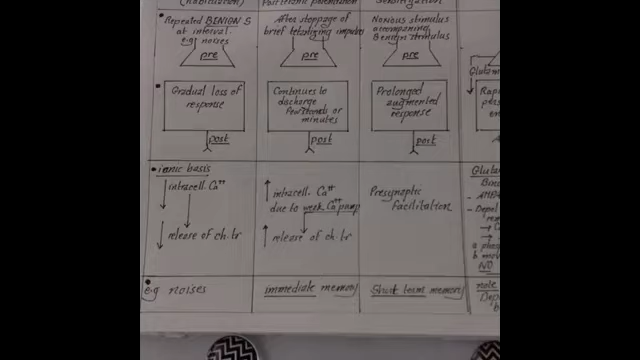 (Habituation) Post tetanic potentiation Sensitization
• Repeated BENIGN S
at interval.
e.g noises
pre
After stoppage of
brief tetanizing impulses
pre
Noxious stimulus
accompanying
Benign stimulus
pre
• Gradual loss of
response
post
Continues to
discharge
For seconds or
minutes
post
Prolonged
augmented
response
post
• ionic basis
↓ intracell. Ca++
↓ release of ch.tr
↑ intracell. Ca++
due to weak Ca++ pump
↑ release of ch.tr
Presynaptic
facilitation
• e.g noises
immediate memory
Short term memory